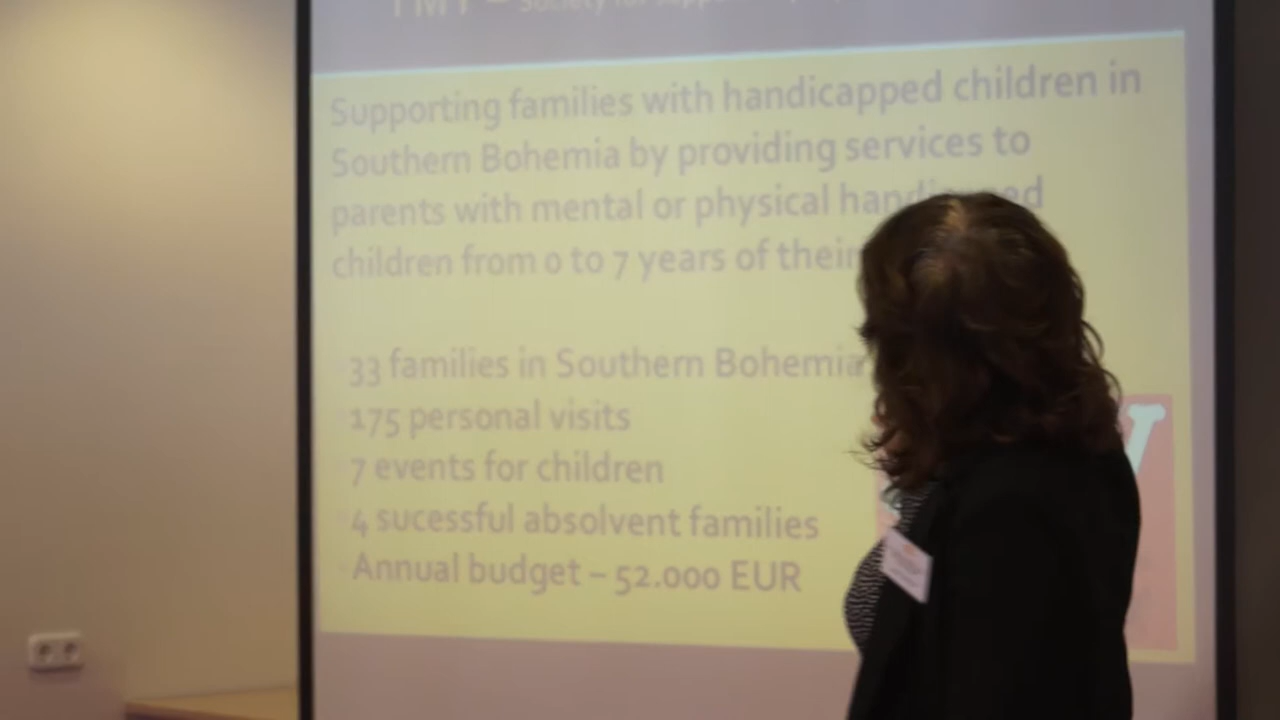 Supporting families with handicapped children in
Southern Bohemia by providing services to
parents with mental or physical
children from 0 to 7 years of their
33 families in Southern Bohemia
175 personal visits
7 events for children
4 sucessful absolvent families
Annual budget – 52.000 EUR